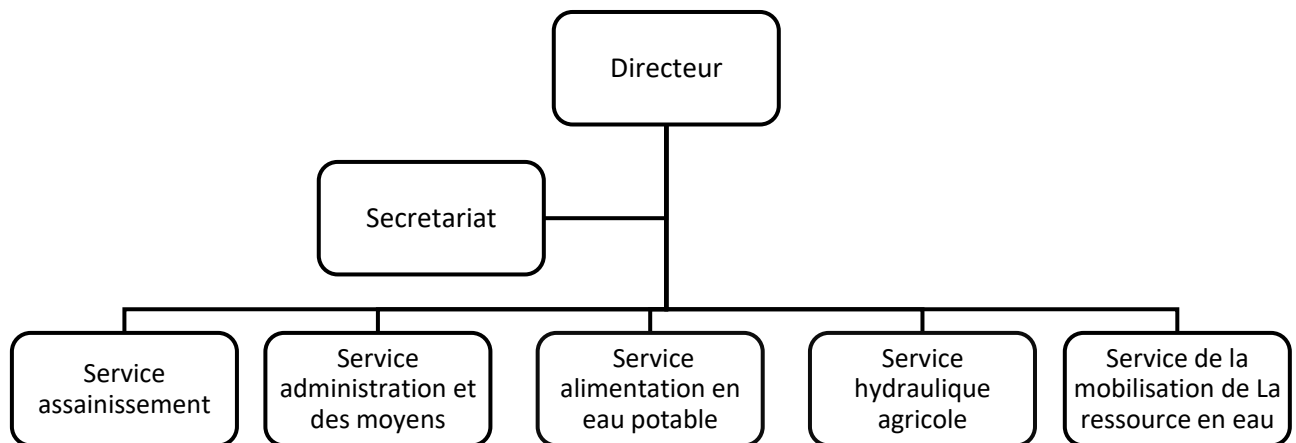 Directeur
Secretariat
Service
assainissement
Service
administration et
des moyens
Service
alimentation en
eau potable
Service
hydraulique
agricole
Service de la
mobilisation de La
ressource en eau